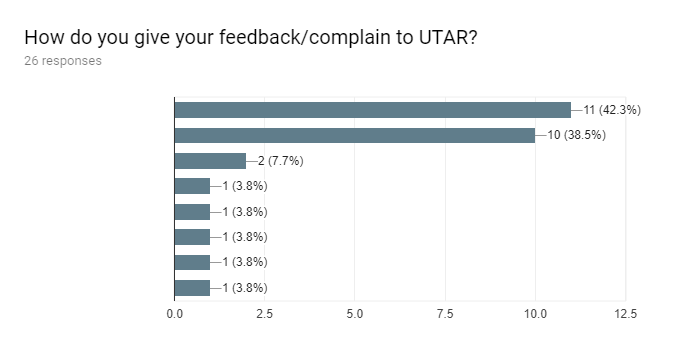 How do you give your feedback/complain to UTAR?
26 responses
11 (42.3%)
10 (38.5%)
2 (7.7%)
1 (3.8%)
1 (3.8%)
1 (3.8%)
1 (3.8%)
1 (3.8%)
0.0 2.5 5.0 7.5 10.0 12.5